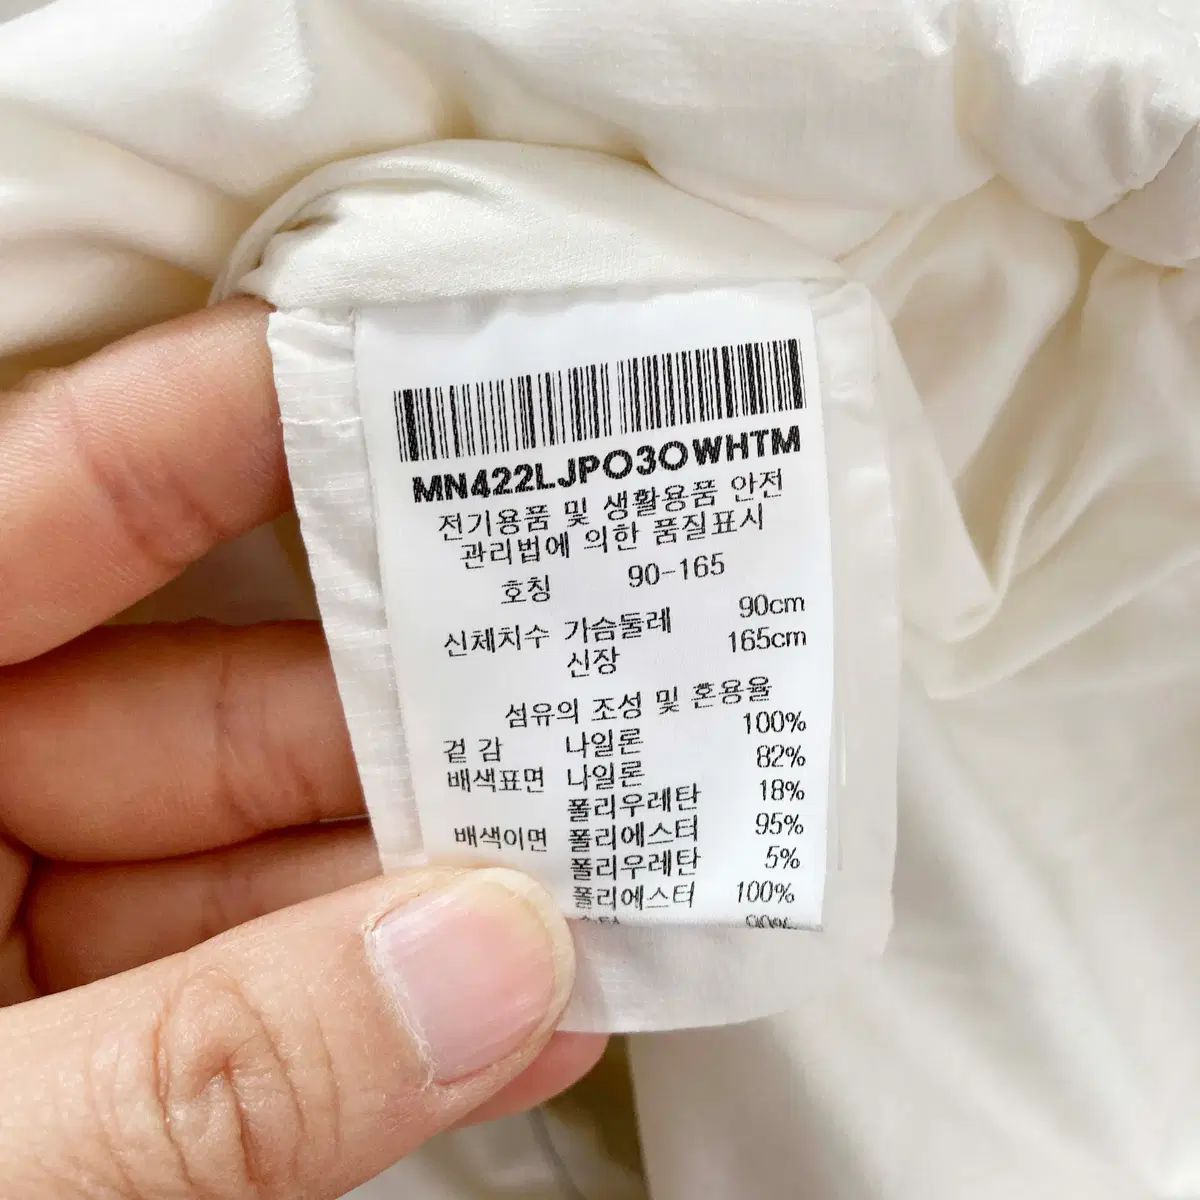 MN422LJPO3OWHTM
전기용품 및 생활용품 안전
관리법에 의한 품질표시
호칭 90-165
신체치수 가슴둘레 90cm
신장 165cm
섬유의 조성 및 혼용율
겉 감 나일론 100%
배색표면 나일론 82%
폴리우레탄 18%
배색이면 폴리에스터 95%
폴리우레탄 5%
폴리에스터 100%